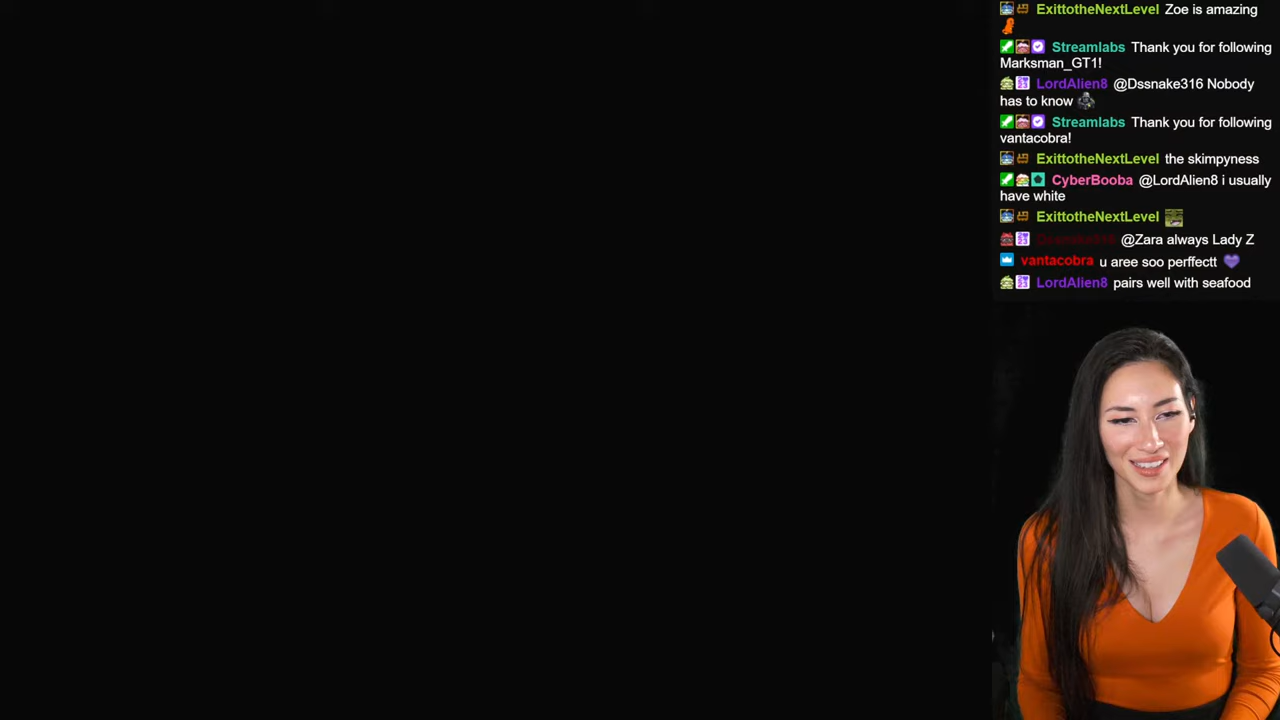 ExittotheNextLevel Zoe is amazing
Streamlabs Thank you for following
Marksman_GT1!
LordAlien8 @Dssnake316 Nobody
has to know
Streamlabs Thank you for following
vantacobra!
ExittotheNextLevel the skimpyness
CyberBooba @LordAlien8 i usually
have white
ExittotheNextLevel
Dssnake316 @Zara always Lady Z
vantacobra u aree soo perffectt
LordAlien8 pairs well with seafood